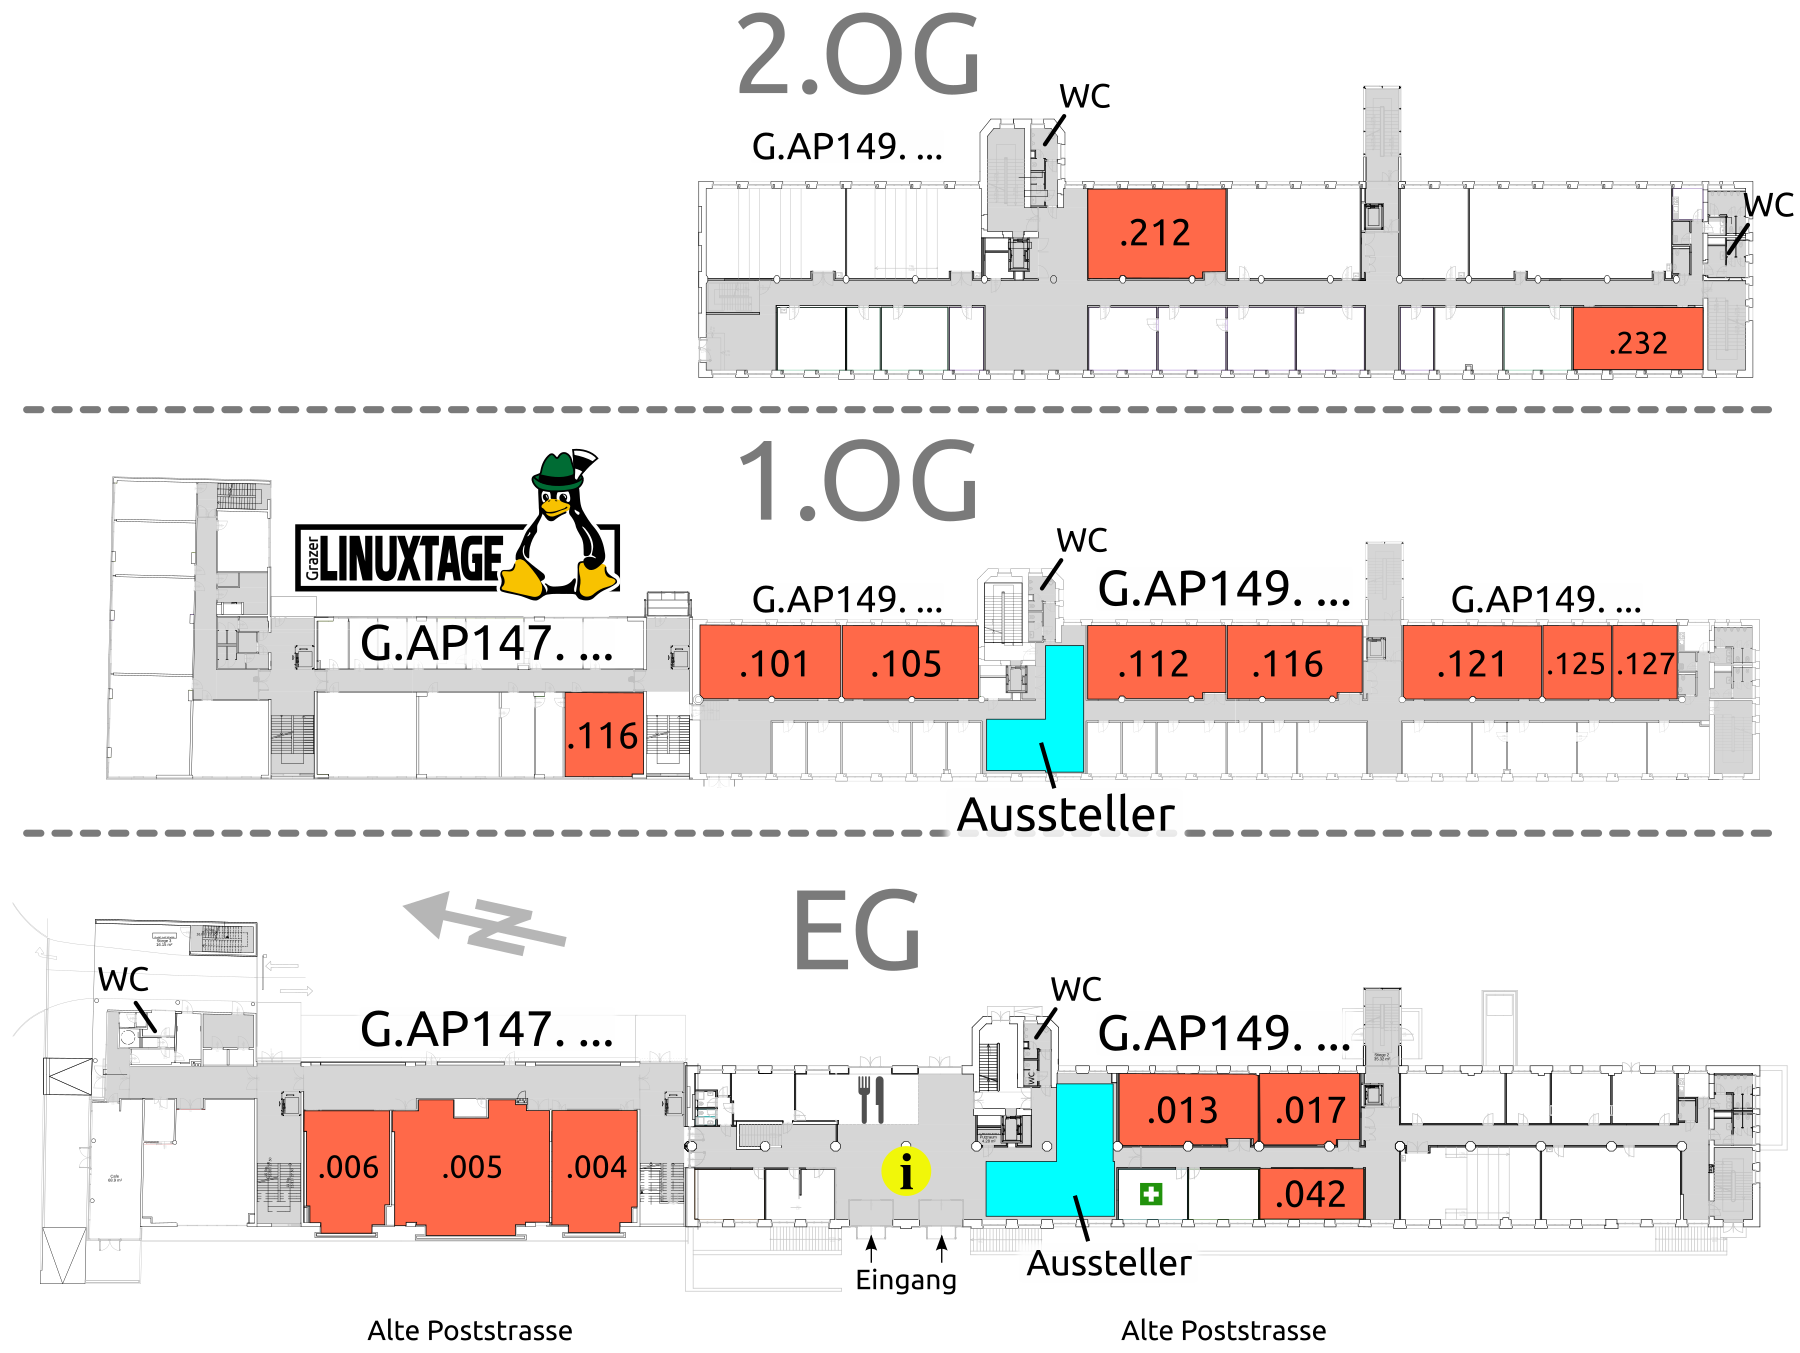 2.OG
WC
G.AP149. ...
.212
WC
.232
1.OG
Grazer
LINUXTAGE
WC
G.AP149. ...
G.AP149. ...
G.AP149. ...
G.AP147. ...
.101
.105
.112
.116
.121
.125
.127
.116
Aussteller
Z
EG
WC
WC
G.AP147. ...
G.AP149. ...
WC
.013
.017
.006
.005
.004
i
.042
Aussteller
Eingang
Alte Poststrasse
Alte Poststrasse